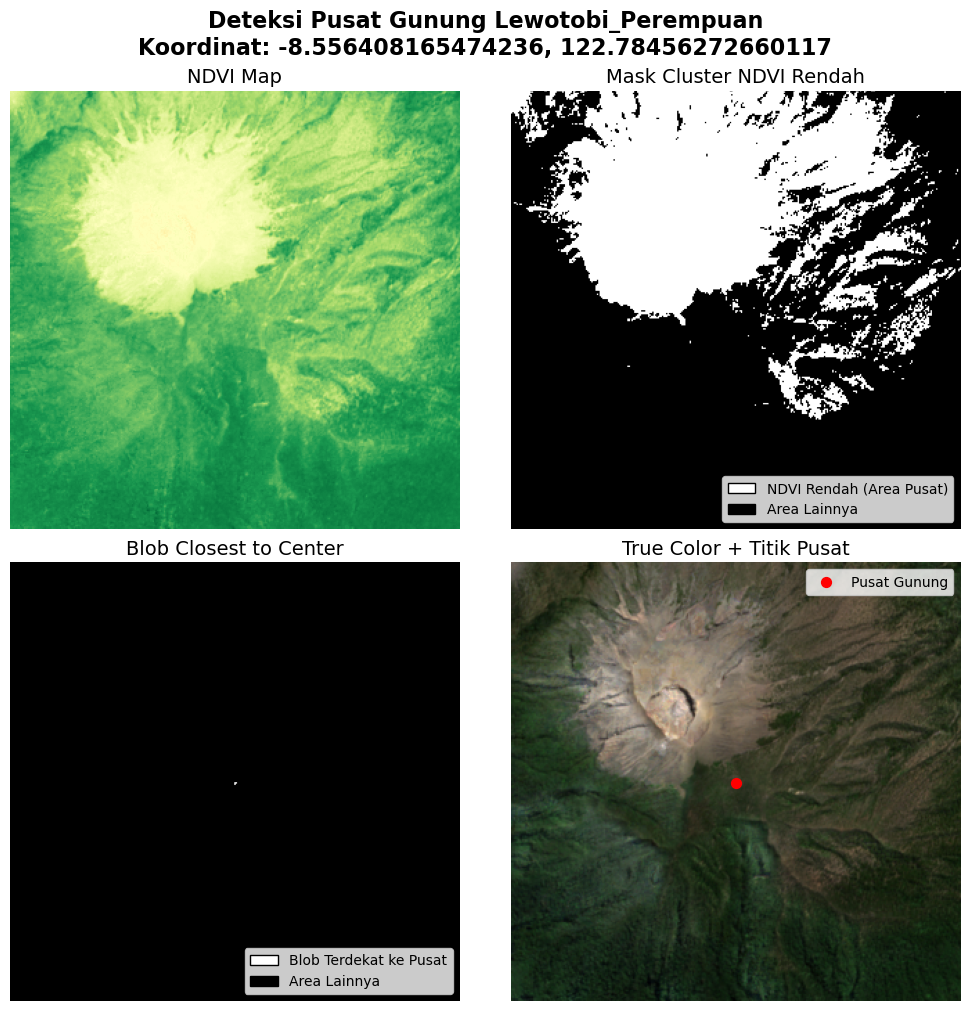 Deteksi Pusat Gunung Lewotobi_Perempuan
Koordinat: -8.556408165474236, 122.78456272660117
NDVI Map
Mask Cluster NDVI Rendah
NDVI Rendah (Area Pusat)
Area Lainnya
Blob Closest to Center
True Color + Titik Pusat
Blob Terdekat ke Pusat
Area Lainnya
Pusat Gunung